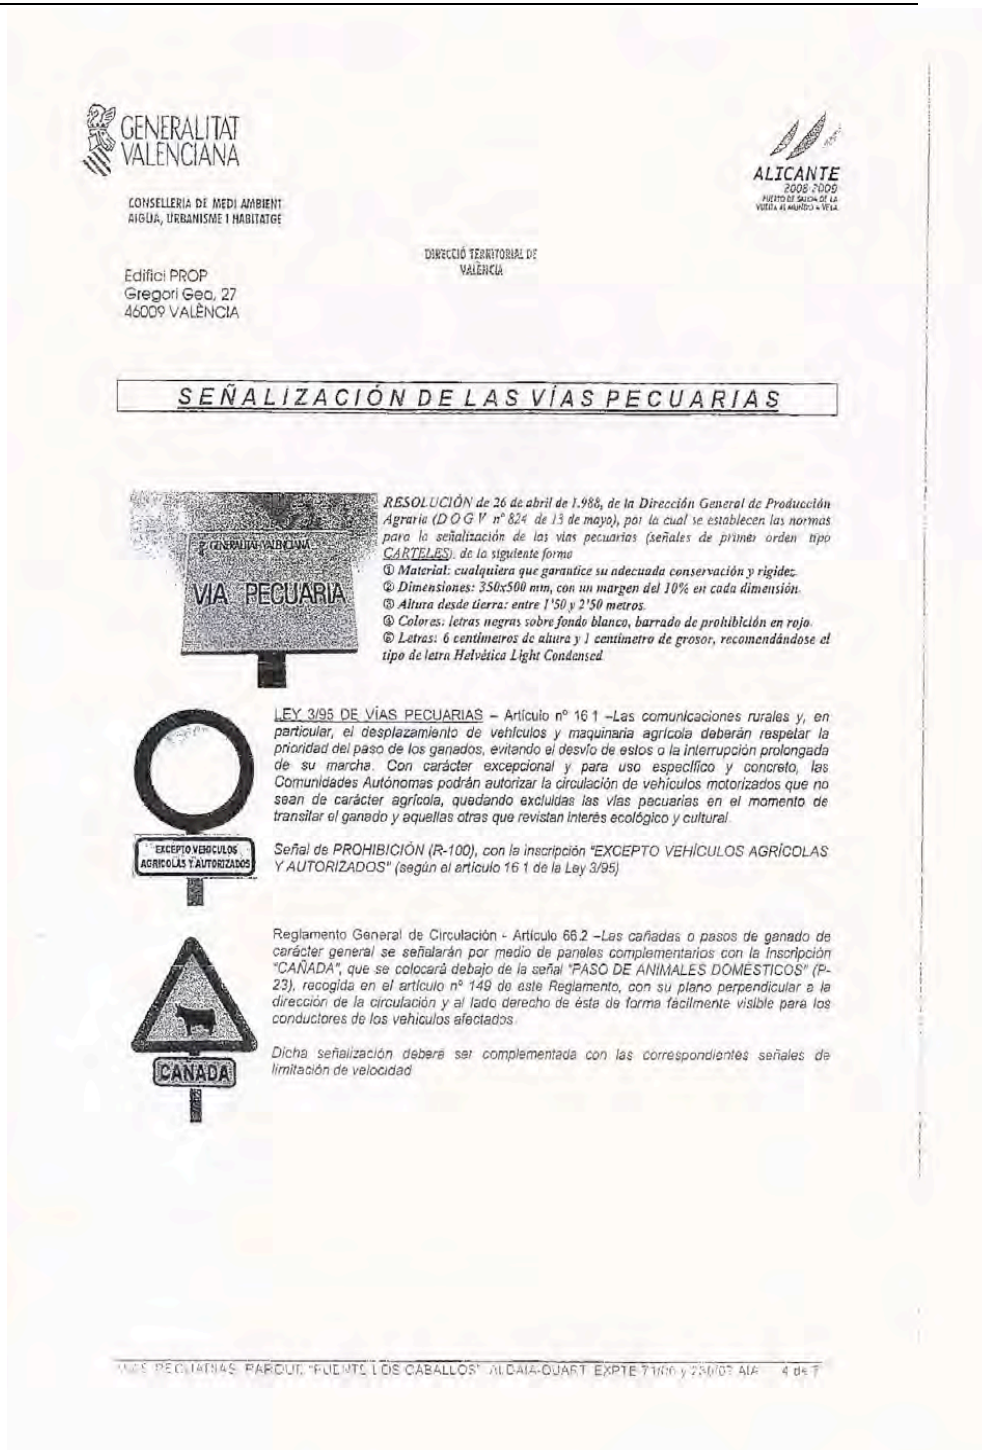 GENERALITAT
VALENCIANA
CONSELLERIA DE MEDI AMBIENT
AIGUA, URBANISME I HABITATGE
ALICANTE
2008-2009
PUERTO DE SALIDA DE LA
VUELTA AL MUNDO A VELA
DIRECCIÓ TERRITORIAL DE
VALÈNCIA
Edifici PROP
Gregori Gea, 27
46009 VALÈNCIA
SEÑALIZACIÓN DE LAS VÍAS PECUARIAS
GENERALITAT VALENCIANA
VIA PECUARIA
RESOLUCIÓN de 26 de abril de 1.988, de la Dirección General de Producción
Agraria (D O G V nº 824 de 13 de mayo), por la cual se establecen las normas
para la señalización de las vías pecuarias (señales de primer orden tipo
CARTELES), de la siguiente forma
① Material: cualquiera que garantice su adecuada conservación y rigidez.
② Dimensiones: 350x500 mm, con un margen del 10% en cada dimensión.
③ Altura desde tierra: entre 1'50 y 2'50 metros.
④ Colores: letras negras sobre fondo blanco, barrado de prohibición en rojo.
⑤ Letras: 6 centímetros de altura y 1 centímetro de grosor, recomendándose el
tipo de letra Helvética Light Condensed
LEY 3/95 DE VÍAS PECUARIAS – Artículo nº 16 1 –Las comunicaciones rurales y, en
particular, el desplazamiento de vehículos y maquinaria agrícola deberán respetar la
prioridad del paso de los ganados, evitando el desvío de estos o la interrupción prolongada
de su marcha. Con carácter excepcional y para uso específico y concreto, las
Comunidades Autónomas podrán autorizar la circulación de vehículos motorizados que no
sean de carácter agrícola, quedando excluidas las vías pecuarias en el momento de
transitar el ganado y aquellas otras que revistan interés ecológico y cultural.
EXCEPTO VEHICULOS
AGRICOLAS Y AUTORIZADOS
Señal de PROHIBICIÓN (R-100), con la inscripción "EXCEPTO VEHÍCULOS AGRÍCOLAS
Y AUTORIZADOS" (según el artículo 16 1 de la Ley 3/95)
Reglamento General de Circulación - Artículo 66.2 –Las cañadas o pasos de ganado de
carácter general se señalarán por medio de paneles complementarios con la inscripción
"CAÑADA", que se colocará debajo de la señal "PASO DE ANIMALES DOMÉSTICOS" (P-
23), recogida en el artículo nº 149 de este Reglamento, con su plano perpendicular a la
dirección de la circulación y al lado derecho de ésta de forma fácilmente visible para los
conductores de los vehículos afectados.
CAÑADA
Dicha señalización deberá ser complementada con las correspondientes señales de
limitación de velocidad
PECUARIAS PARQUE "PUENTE LOS CABALLOS" ALDAIA-QUART EXPTE 71/06 y 230/07 AIA 4 de 7